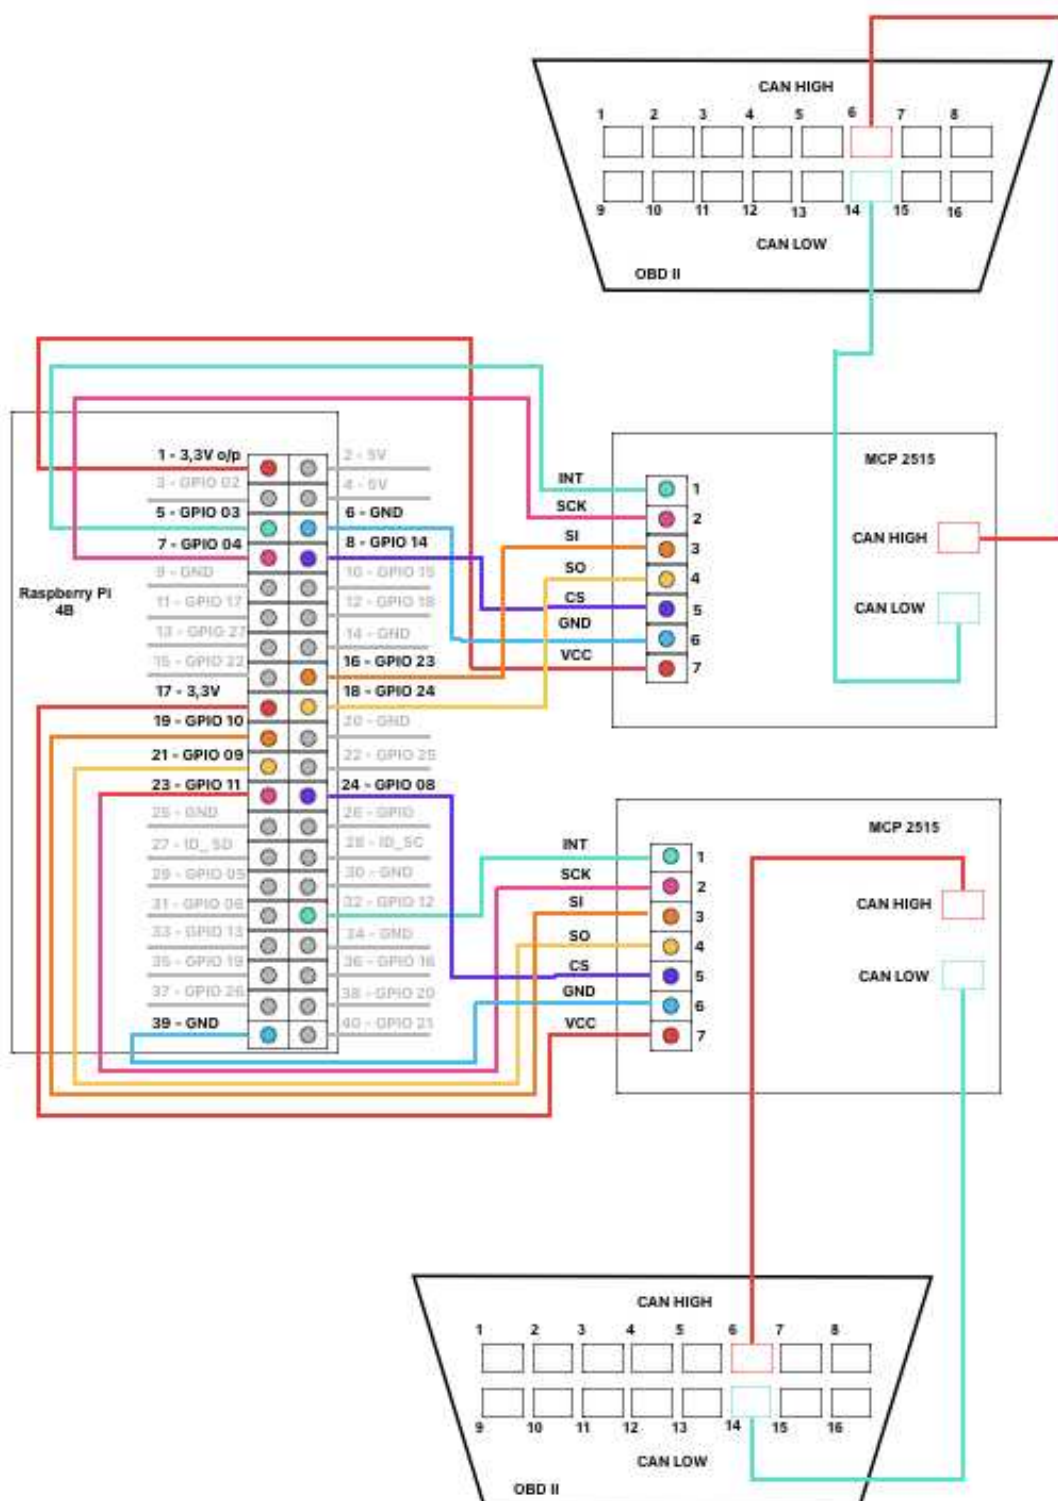 CAN HIGH
1 2 3 4 5 6 7 8
9 10 11 12 13 14 15 16
CAN LOW
OBD II
Raspberry Pi
4B
1 - 3,3V o/p
2 - 5V
3 - GPIO 02
4 - 5V
5 - GPIO 03
6 - GND
7 - GPIO 04
8 - GPIO 14
9 - GND
10 - GPIO 15
11 - GPIO 17
12 - GPIO 18
13 - GPIO 27
14 - GND
15 - GPIO 22
16 - GPIO 23
17 - 3,3V
18 - GPIO 24
19 - GPIO 10
20 - GND
21 - GPIO 09
22 - GPIO 25
23 - GPIO 11
24 - GPIO 08
25 - GND
26 - GPIO
27 - ID_SD
28 - ID_SC
29 - GPIO 05
30 - GND
31 - GPIO 06
32 - GPIO 12
33 - GPIO 13
34 - GND
35 - GPIO 19
36 - GPIO 16
37 - GPIO 26
38 - GPIO 20
39 - GND
40 - GPIO 21
MCP 2515
INT 1
SCK 2
SI 3
SO 4
CS 5
GND 6
VCC 7
CAN HIGH
CAN LOW
MCP 2515
INT 1
SCK 2
SI 3
SO 4
CS 5
GND 6
VCC 7
CAN HIGH
CAN LOW
CAN HIGH
1 2 3 4 5 6 7 8
9 10 11 12 13 14 15 16
CAN LOW
OBD II